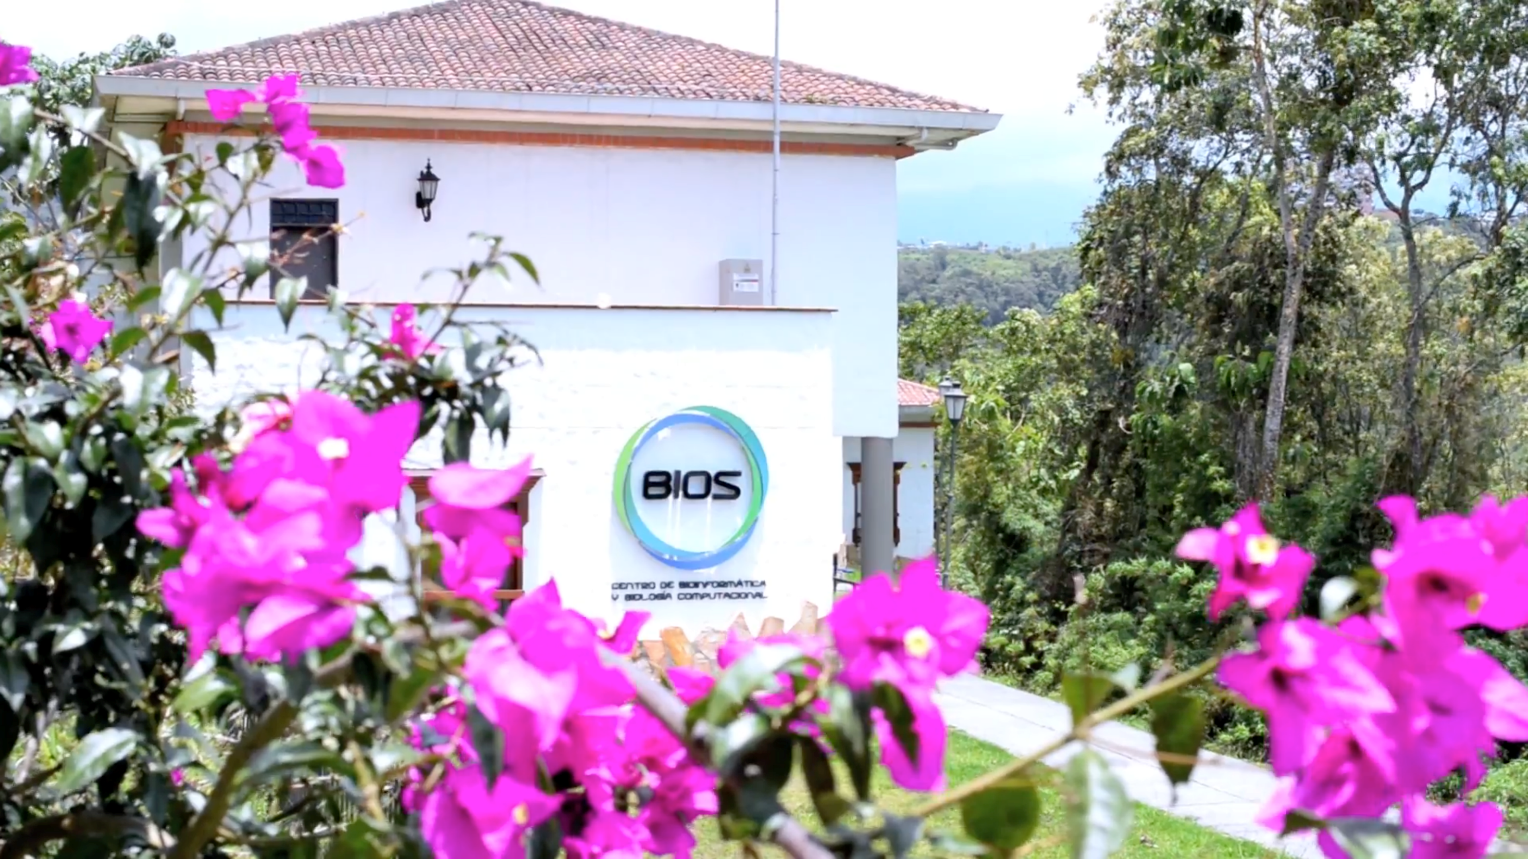 BIOS
CENTRO DE BIOINFORMÁTICA
Y BIOLOGÍA COMPUTACIONAL